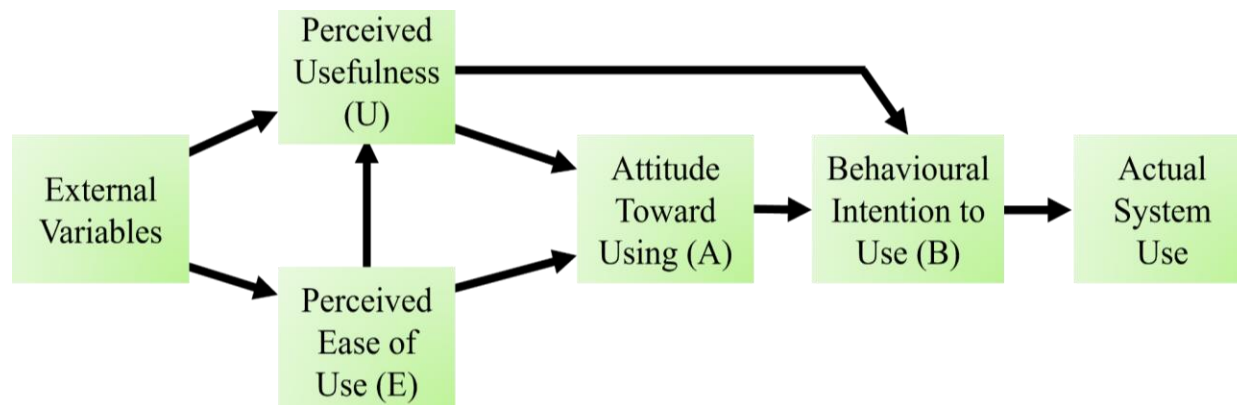 External
Variables
Perceived
Usefulness
(U)
Perceived
Ease of
Use (E)
Attitude
Toward
Using (A)
Behavioural
Intention to
Use (B)
Actual
System
Use